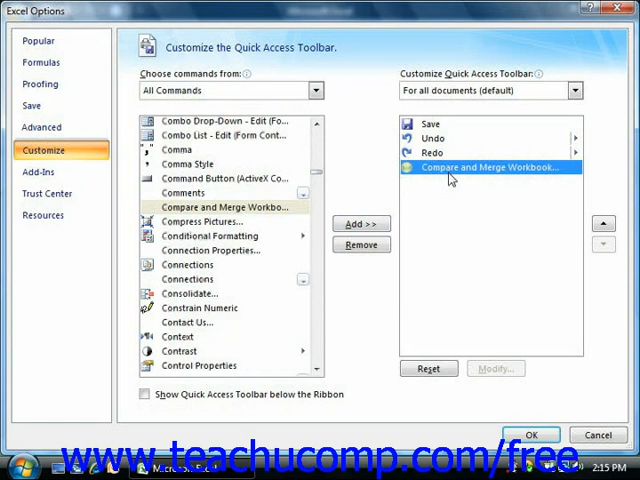 Excel Options
Popular
Formulas
Proofing
Save
Advanced
Customize
Add-Ins
Trust Center
Resources
Customize the Quick Access Toolbar.
Choose commands from:
All Commands
Combo Drop-Down - Edit (Fo...
Combo List - Edit (Form Cont...
Comma
Comma Style
Command Button (ActiveX Co...
Comments
Compare and Merge Workbo...
Compress Pictures...
Conditional Formatting
Connection Properties...
Connections
Connections
Consolidate...
Constrain Numeric
Contact Us...
Context
Contrast
Control Properties
Show Quick Access Toolbar below the Ribbon
Add >>
Remove
Customize Quick Access Toolbar:
For all documents (default)
Save
Undo
Redo
Compare and Merge Workbook...
Reset
Modify...
OK
Cancel
www.teachucomp.com/free
2:15 PM